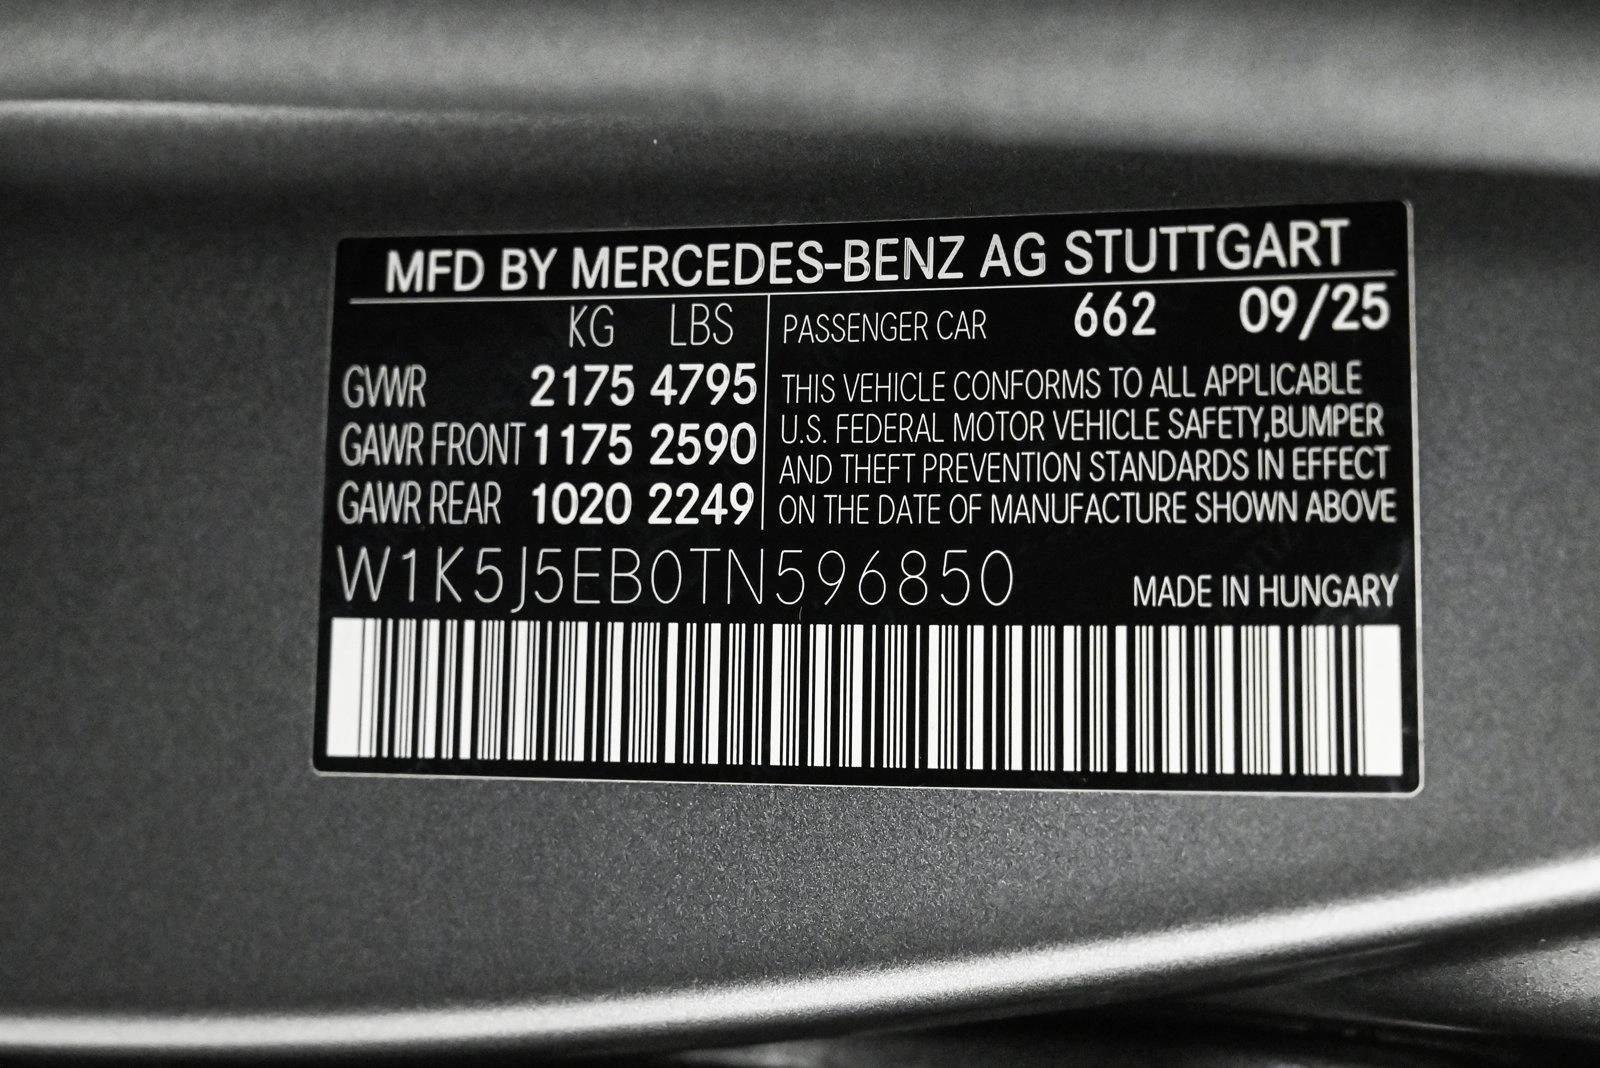 MFD BY MERCEDES-BENZ AG STUTTGART
KG LBS PASSENGER CAR 662 09/25
GVWR 2175 4795 THIS VEHICLE CONFORMS TO ALL APPLICABLE
U.S. FEDERAL MOTOR VEHICLE SAFETY,BUMPER
GAWR FRONT 1175 2590 AND THEFT PREVENTION STANDARDS IN EFFECT
GAWR REAR 1020 2249 ON THE DATE OF MANUFACTURE SHOWN ABOVE
W1K5J5EB0TN596850 MADE IN HUNGARY